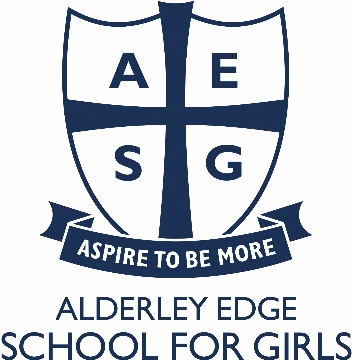 A E
S G
ASPIRE TO BE MORE
ALDERLEY EDGE
SCHOOL FOR GIRLS